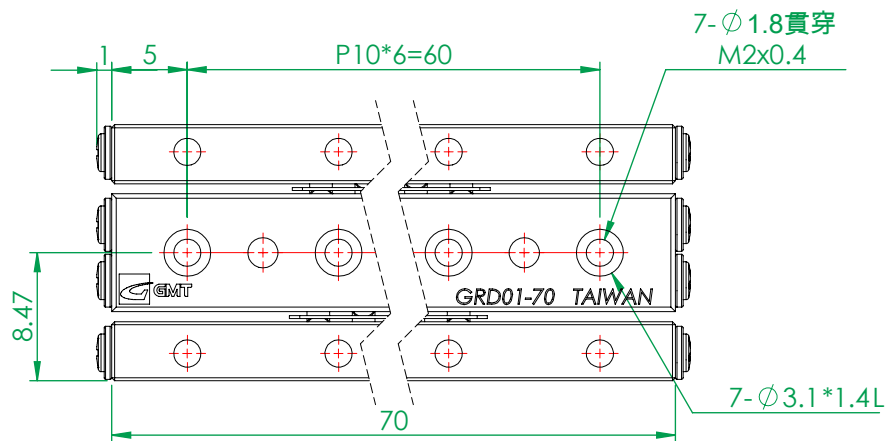 7-∅1.8貫穿
M2x0.4
1
5
P10*6=60
8.47
GMT
GRD01-70 TAIWAN
7-∅3.1*1.4L
70